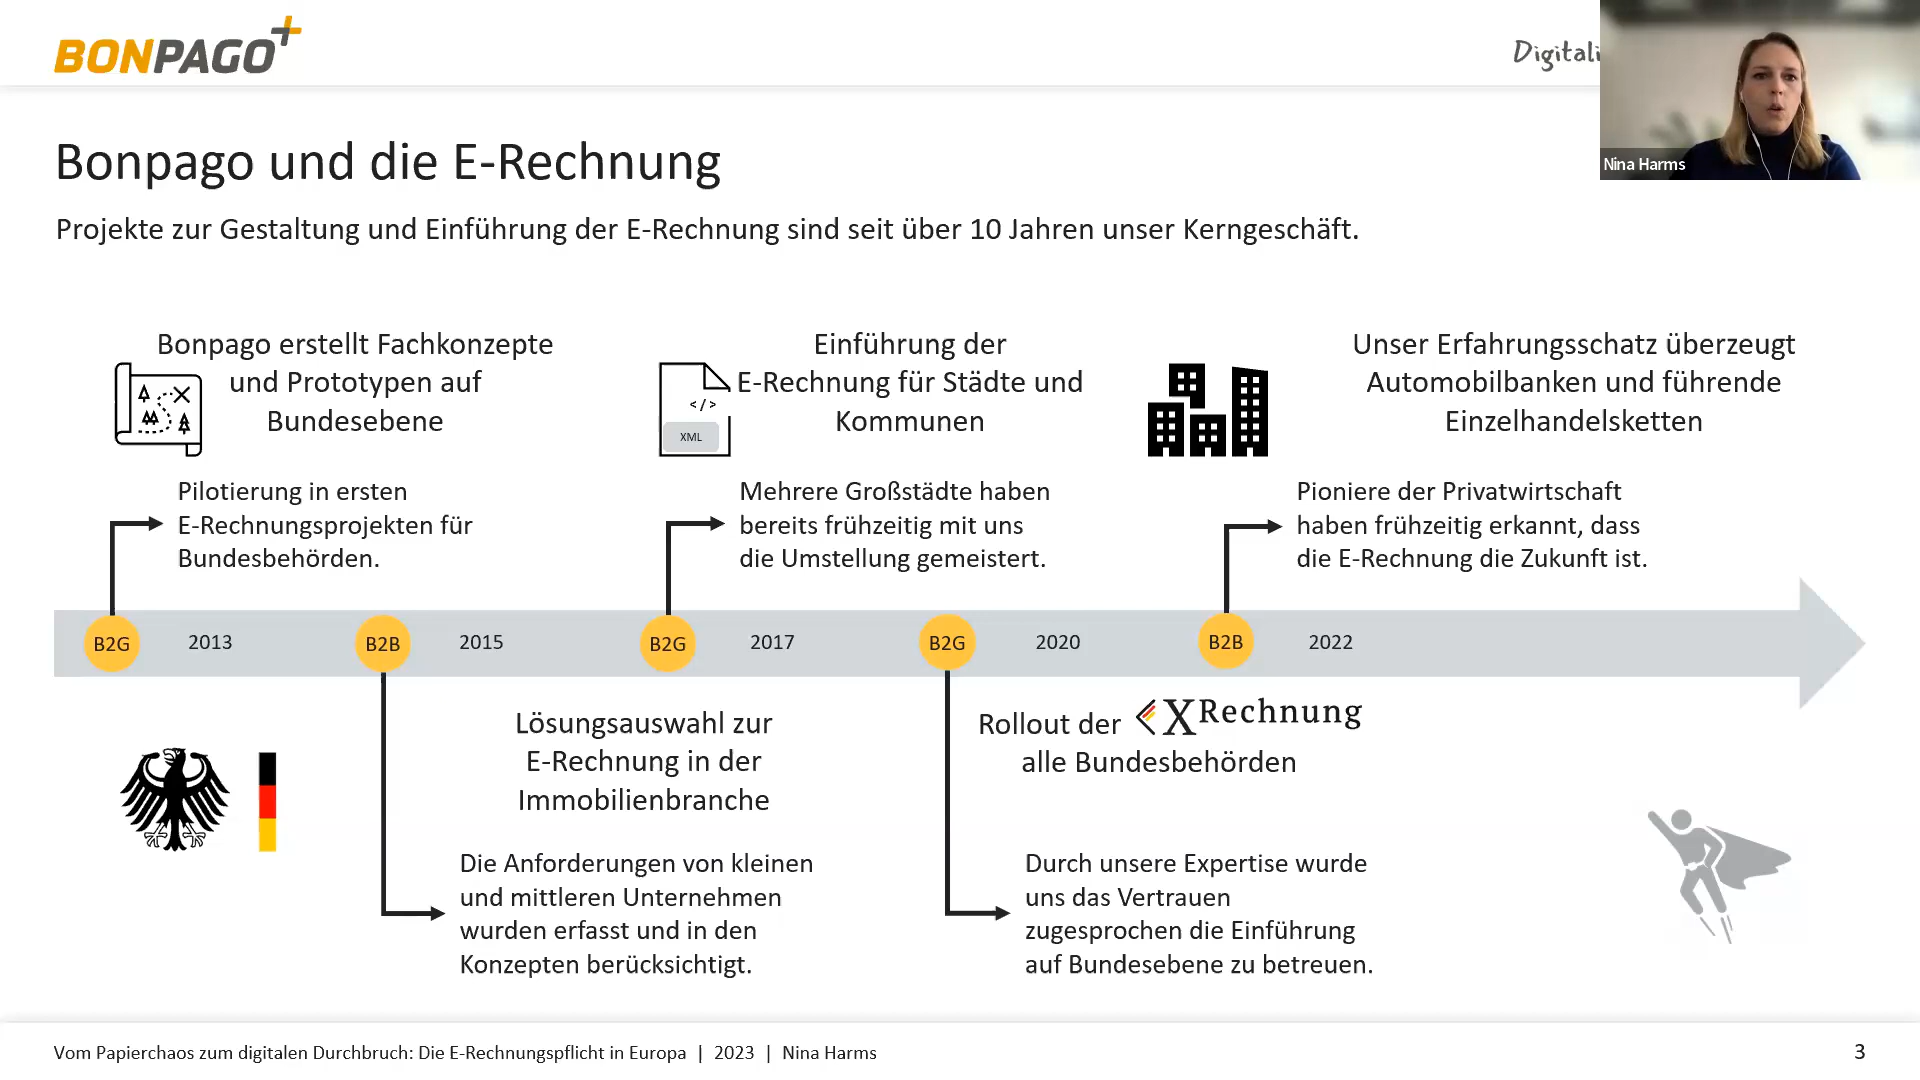 BONPAGO
Nina Harms
Bonpago und die E-Rechnung
Projekte zur Gestaltung und Einführung der E-Rechnung sind seit über 10 Jahren unser Kerngeschäft.
Bonpago erstellt Fachkonzepte
und Prototypen auf
Bundesebene
</>
XML
Einführung der
E-Rechnung für Städte und
Kommunen
Unser Erfahrungsschatz überzeugt
Automobilbanken und führende
Einzelhandelsketten
Pilotierung in ersten
E-Rechnungsprojekten für
Bundesbehörden.
Mehrere Großstädte haben
bereits frühzeitig mit uns
die Umstellung gemeistert.
Pioniere der Privatwirtschaft
haben frühzeitig erkannt, dass
die E-Rechnung die Zukunft ist.
B2G 2013 B2B 2015 B2G 2017 B2G 2020 B2B 2022
Lösungsauswahl zur
E-Rechnung in der
Immobilienbranche
Rollout der XRechnung
alle Bundesbehörden
Die Anforderungen von kleinen
und mittleren Unternehmen
wurden erfasst und in den
Konzepten berücksichtigt.
Durch unsere Expertise wurde
uns das Vertrauen
zugesprochen die Einführung
auf Bundesebene zu betreuen.
Vom Papierchaos zum digitalen Durchbruch: Die E-Rechnungspflicht in Europa | 2023 | Nina Harms
3